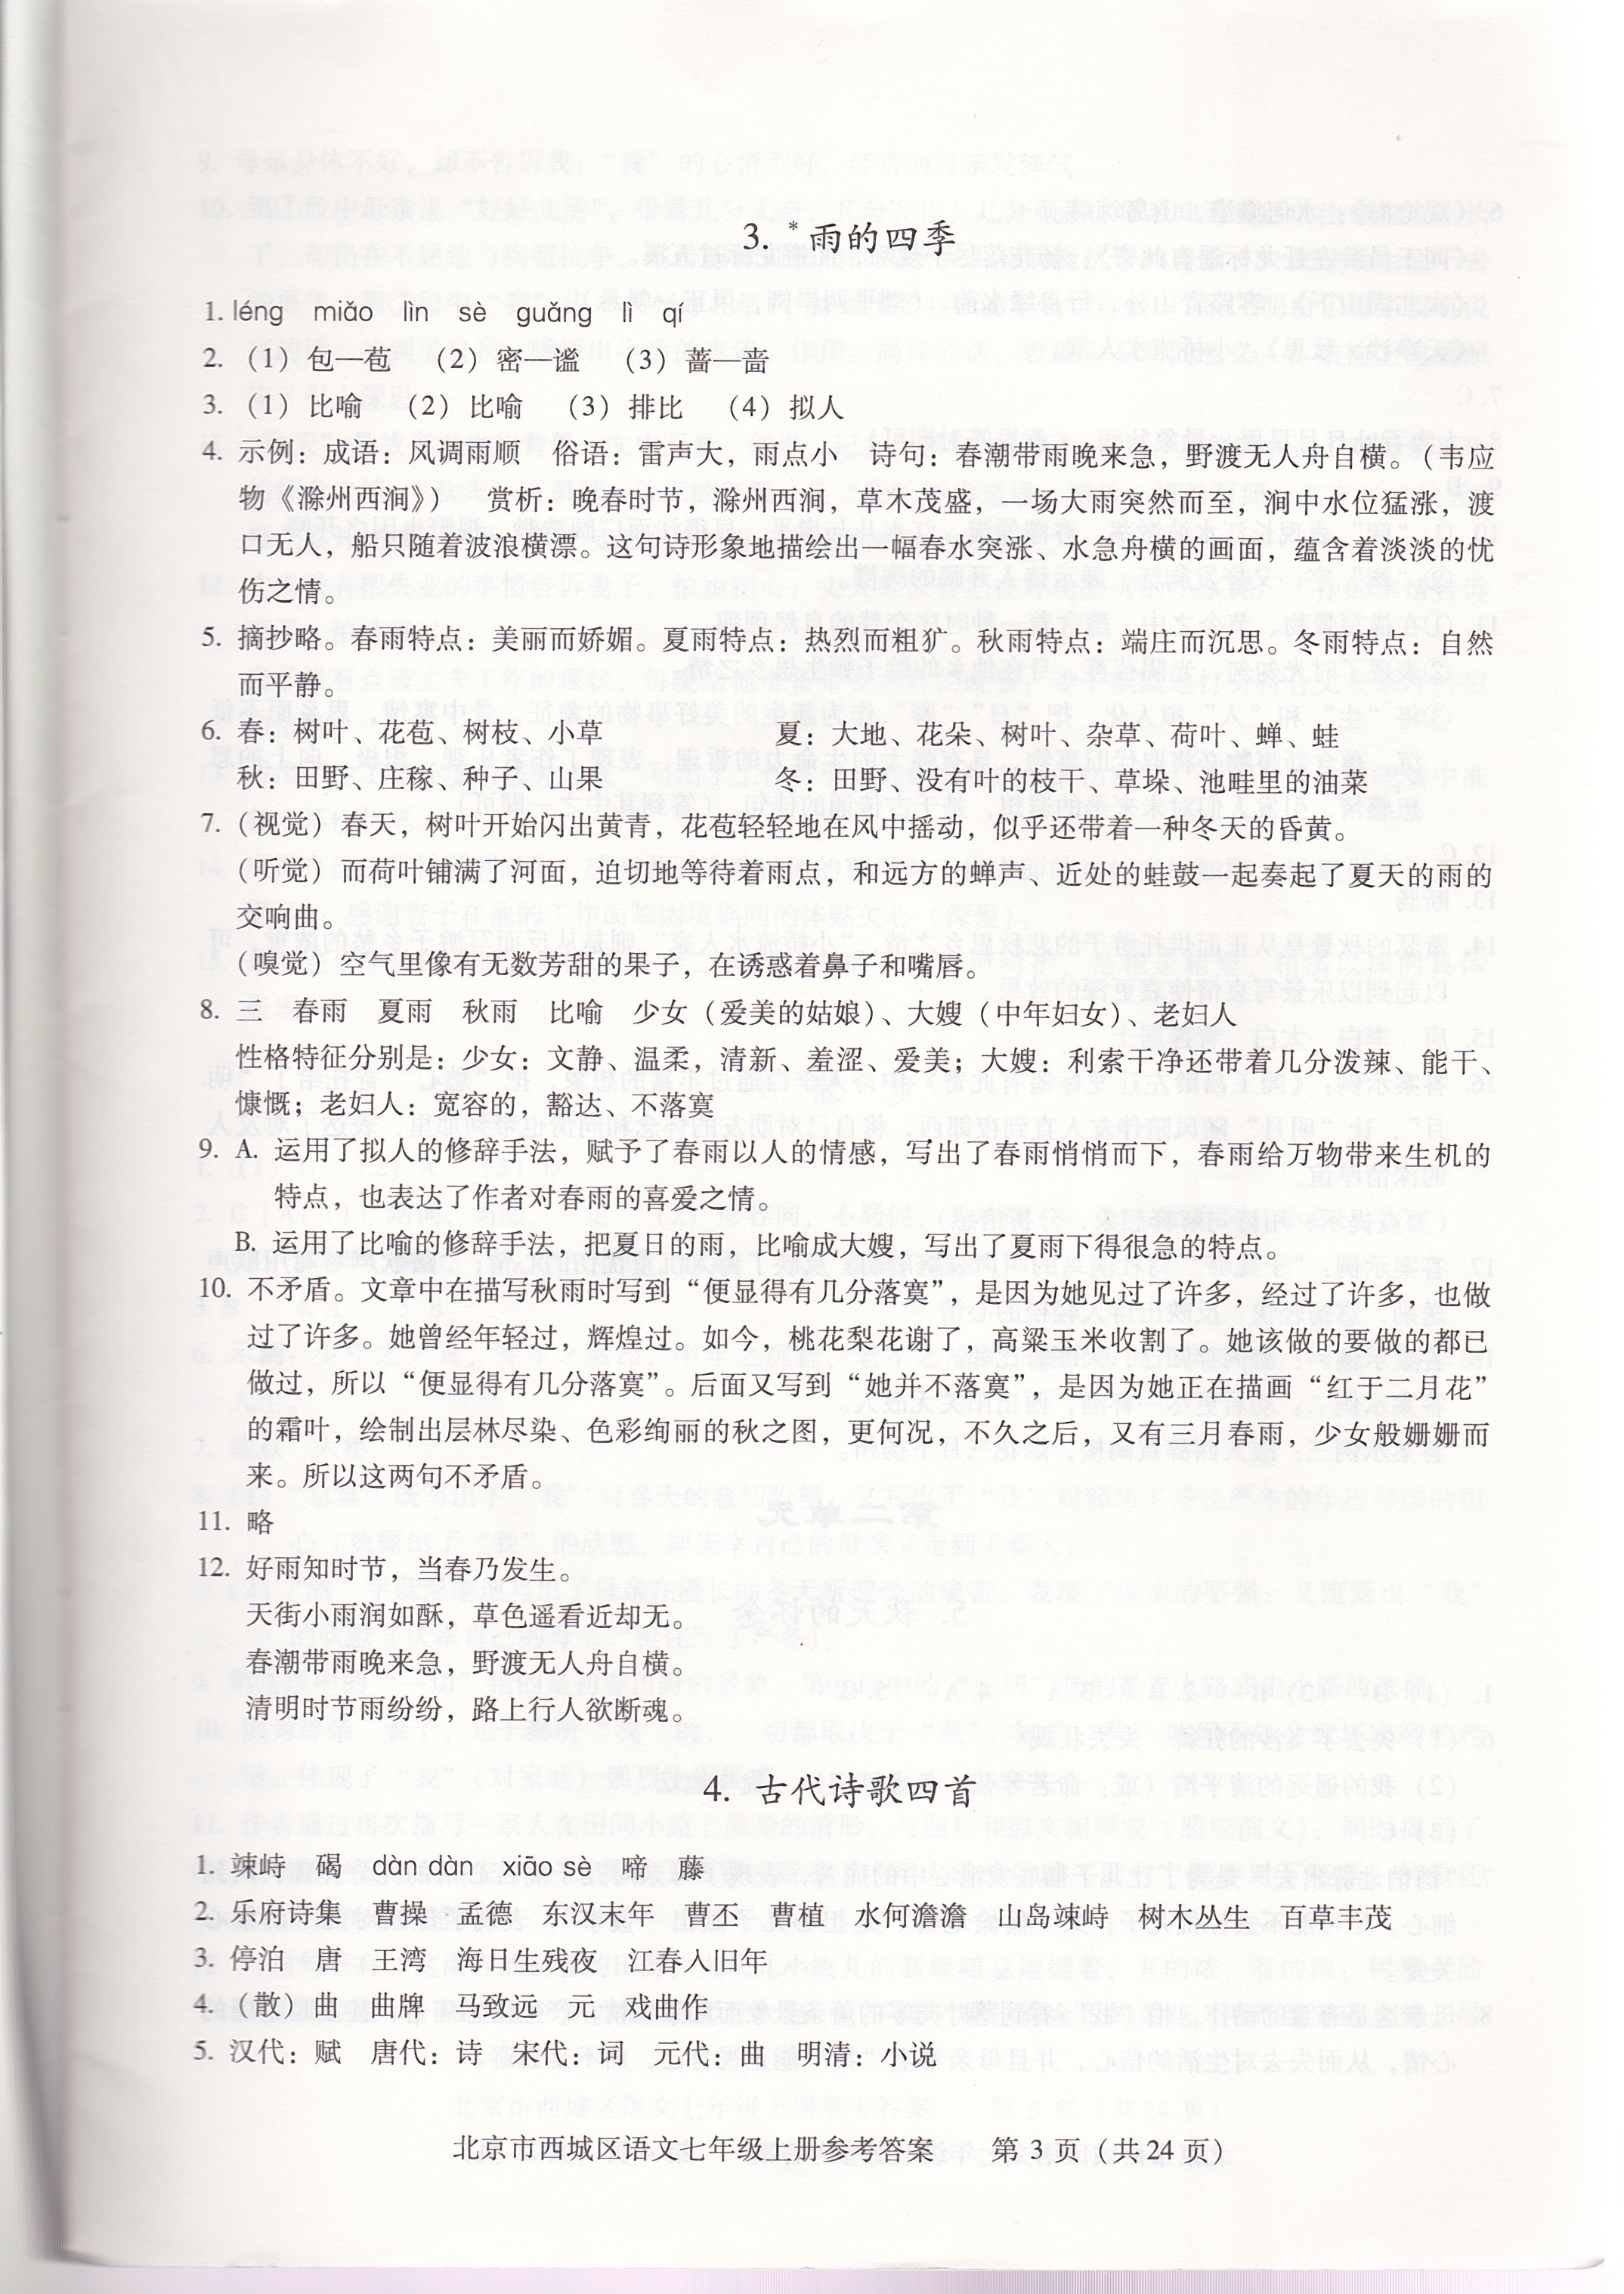 3. *雨的四季
1. léng miǎo lìn sè guǎng lì qí
2. （1）包—苞 （2）密—谧 （3）蔷—啬
3. （1）比喻 （2）比喻 （3）排比 （4）拟人
4. 示例：成语：风调雨顺 俗语：雷声大，雨点小 诗句：春潮带雨晚来急，野渡无人舟自横。（韦应
物《滁州西涧》） 赏析：晚春时节，滁州西涧，草木茂盛，一场大雨突然而至，涧中水位猛涨，渡
口无人，船只随着波浪横漂。这句诗形象地描绘出一幅春水突涨、水急舟横的画面，蕴含着淡淡的忧
伤之情。
5. 摘抄略。春雨特点：美丽而娇媚。夏雨特点：热烈而粗犷。秋雨特点：端庄而沉思。冬雨特点：自然
而平静。
6. 春：树叶、花苞、树枝、小草 夏：大地、花朵、树叶、杂草、荷叶、蝉、蛙
秋：田野、庄稼、种子、山果 冬：田野、没有叶的枝干、草垛、池畦里的油菜
7. （视觉）春天，树叶开始闪出黄青，花苞轻轻地在风中摇动，似乎还带着一种冬天的昏黄。
（听觉）而荷叶铺满了河面，迫切地等待着雨点，和远方的蝉声、近处的蛙鼓一起奏起了夏天的雨的
交响曲。
（嗅觉）空气里像有无数芳甜的果子，在诱惑着鼻子和嘴唇。
8. 三 春雨 夏雨 秋雨 比喻 少女（爱美的姑娘）、大嫂（中年妇女）、老妇人
性格特征分别是：少女：文静、温柔，清新、羞涩、爱美；大嫂：利索干净还带着几分泼辣、能干、
慷慨；老妇人：宽容的，豁达、不落寞
9. A. 运用了拟人的修辞手法，赋予了春雨以人的情感，写出了春雨悄悄而下，春雨给万物带来生机的
特点，也表达了作者对春雨的喜爱之情。
B. 运用了比喻的修辞手法，把夏日的雨，比喻成大嫂，写出了夏雨下得很急的特点。
10. 不矛盾。文章中在描写秋雨时写到“便显得有几分落寞”，是因为她见过了许多，经过了许多，也做
过了许多。她曾经年轻过，辉煌过。如今，桃花梨花谢了，高粱玉米收割了。她该做的要做的都已
做过，所以“便显得有几分落寞”。后面又写到“她并不落寞”，是因为她正在描画“红于二月花”
的霜叶，绘制出层林尽染、色彩绚丽的秋之图，更何况，不久之后，又有三月春雨，少女般姗姗而
来。所以这两句不矛盾。
11. 略
12. 好雨知时节，当春乃发生。
天街小雨润如酥，草色遥看近却无。
春潮带雨晚来急，野渡无人舟自横。
清明时节雨纷纷，路上行人欲断魂。
4. 古代诗歌四首
1. 竦峙 碣 dàn dàn xiāo sè 啼 藤
2. 乐府诗集 曹操 孟德 东汉末年 曹丕 曹植 水何澹澹 山岛竦峙 树木丛生 百草丰茂
3. 停泊 唐 王湾 海日生残夜 江春入旧年
4. （散）曲 曲牌 马致远 元 戏曲作
5. 汉代：赋 唐代：诗 宋代：词 元代：曲 明清：小说
北京市西城区语文七年级上册参考答案 第 3 页（共 24 页）